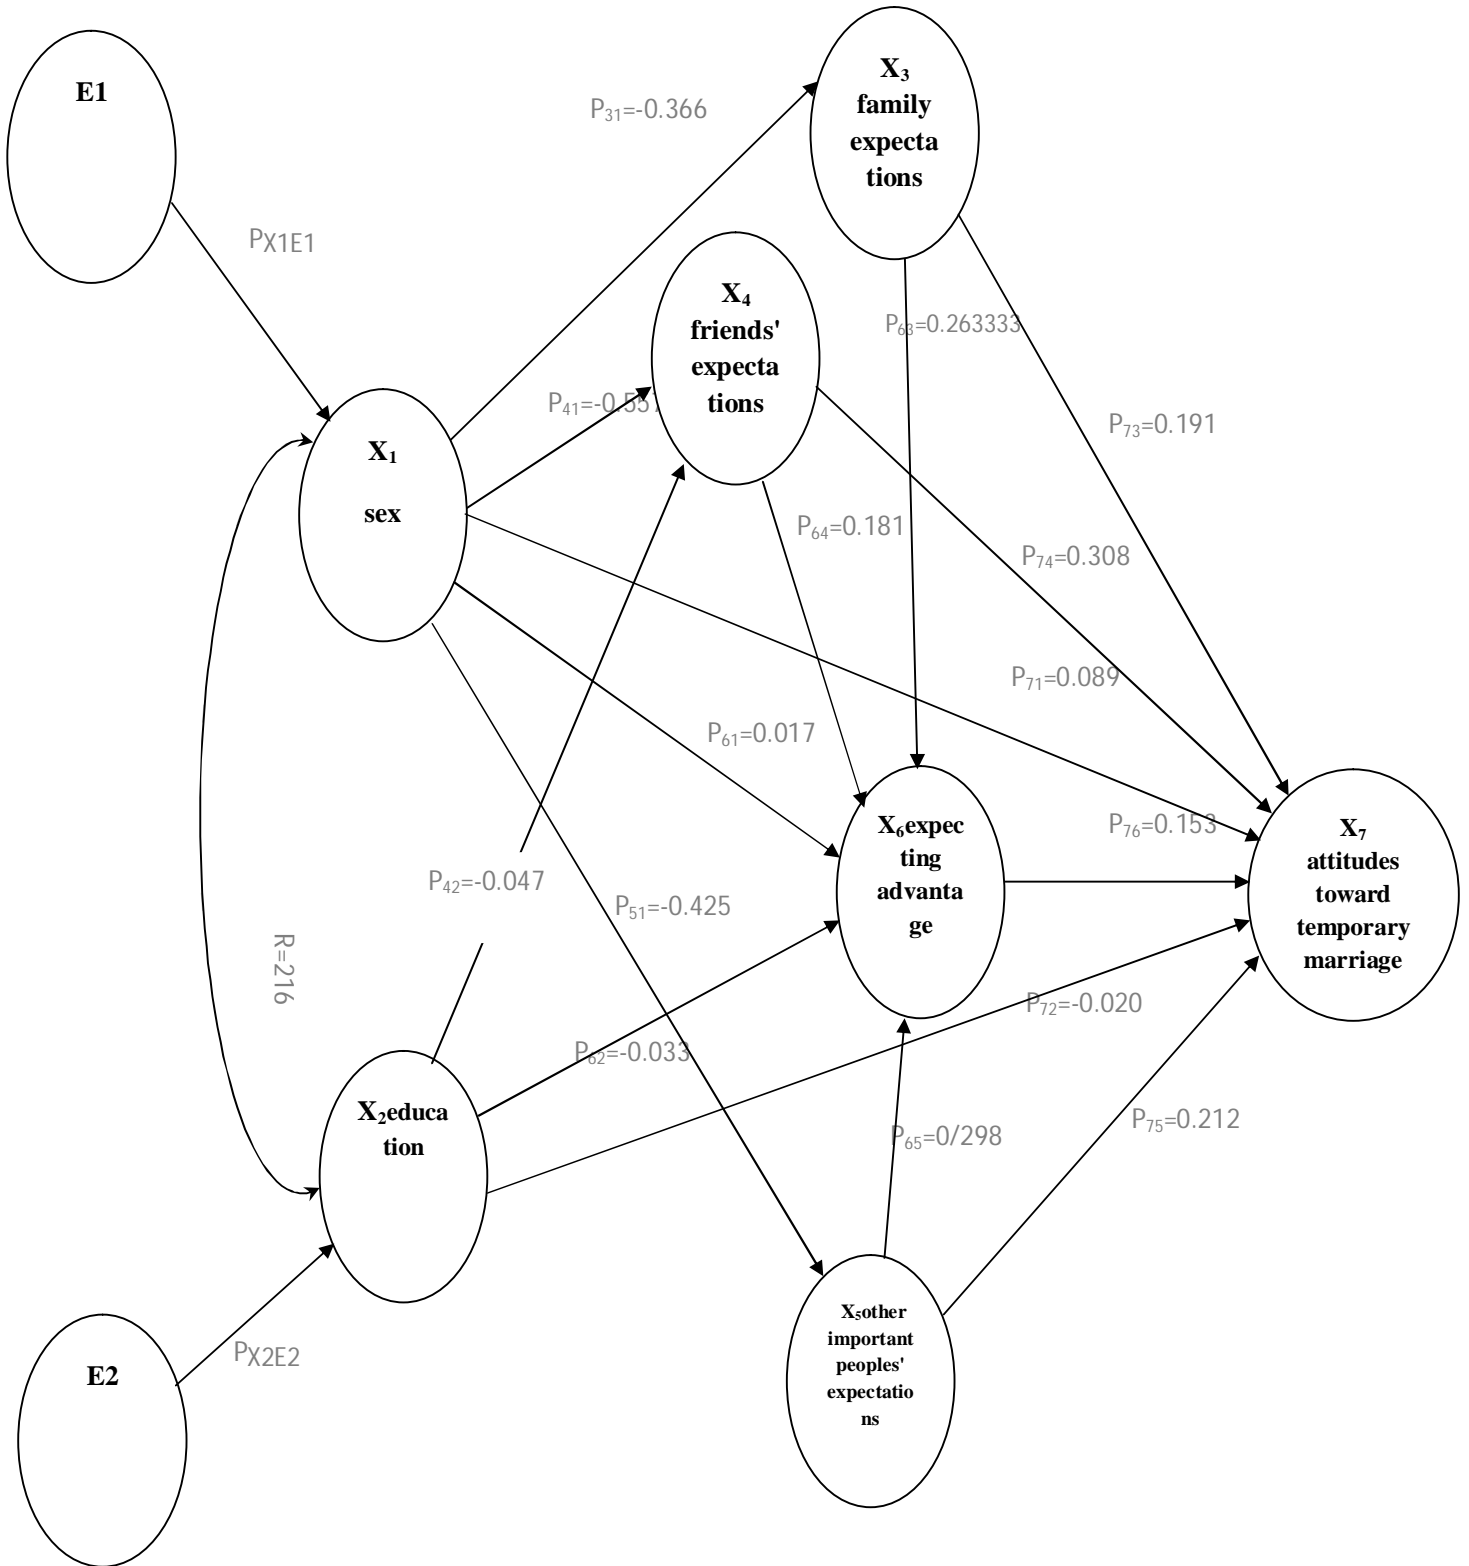 E1
X₃
family
expecta
tions
P₃₁=-0.366
PX1E1
X₄
friends'
expecta
tions
P₆₃=0.263333
P₄₁=-0.557
P₇₃=0.191
X₁
sex
P₆₄=0.181
P₇₄=0.308
P₇₁=0.089
P₆₁=0.017
X₆expec
ting
advanta
ge
P₇₆=0.153
X₇
attitudes
toward
temporary
marriage
P₄₂=-0.047
P₅₁=-0.425
R=216
P₇₂=-0.020
P₆₂=-0.033
X₂educa
tion
P₆₅=0/298
P₇₅=0.212
X₅other
important
peoples'
expectatio
ns
PX2E2
E2